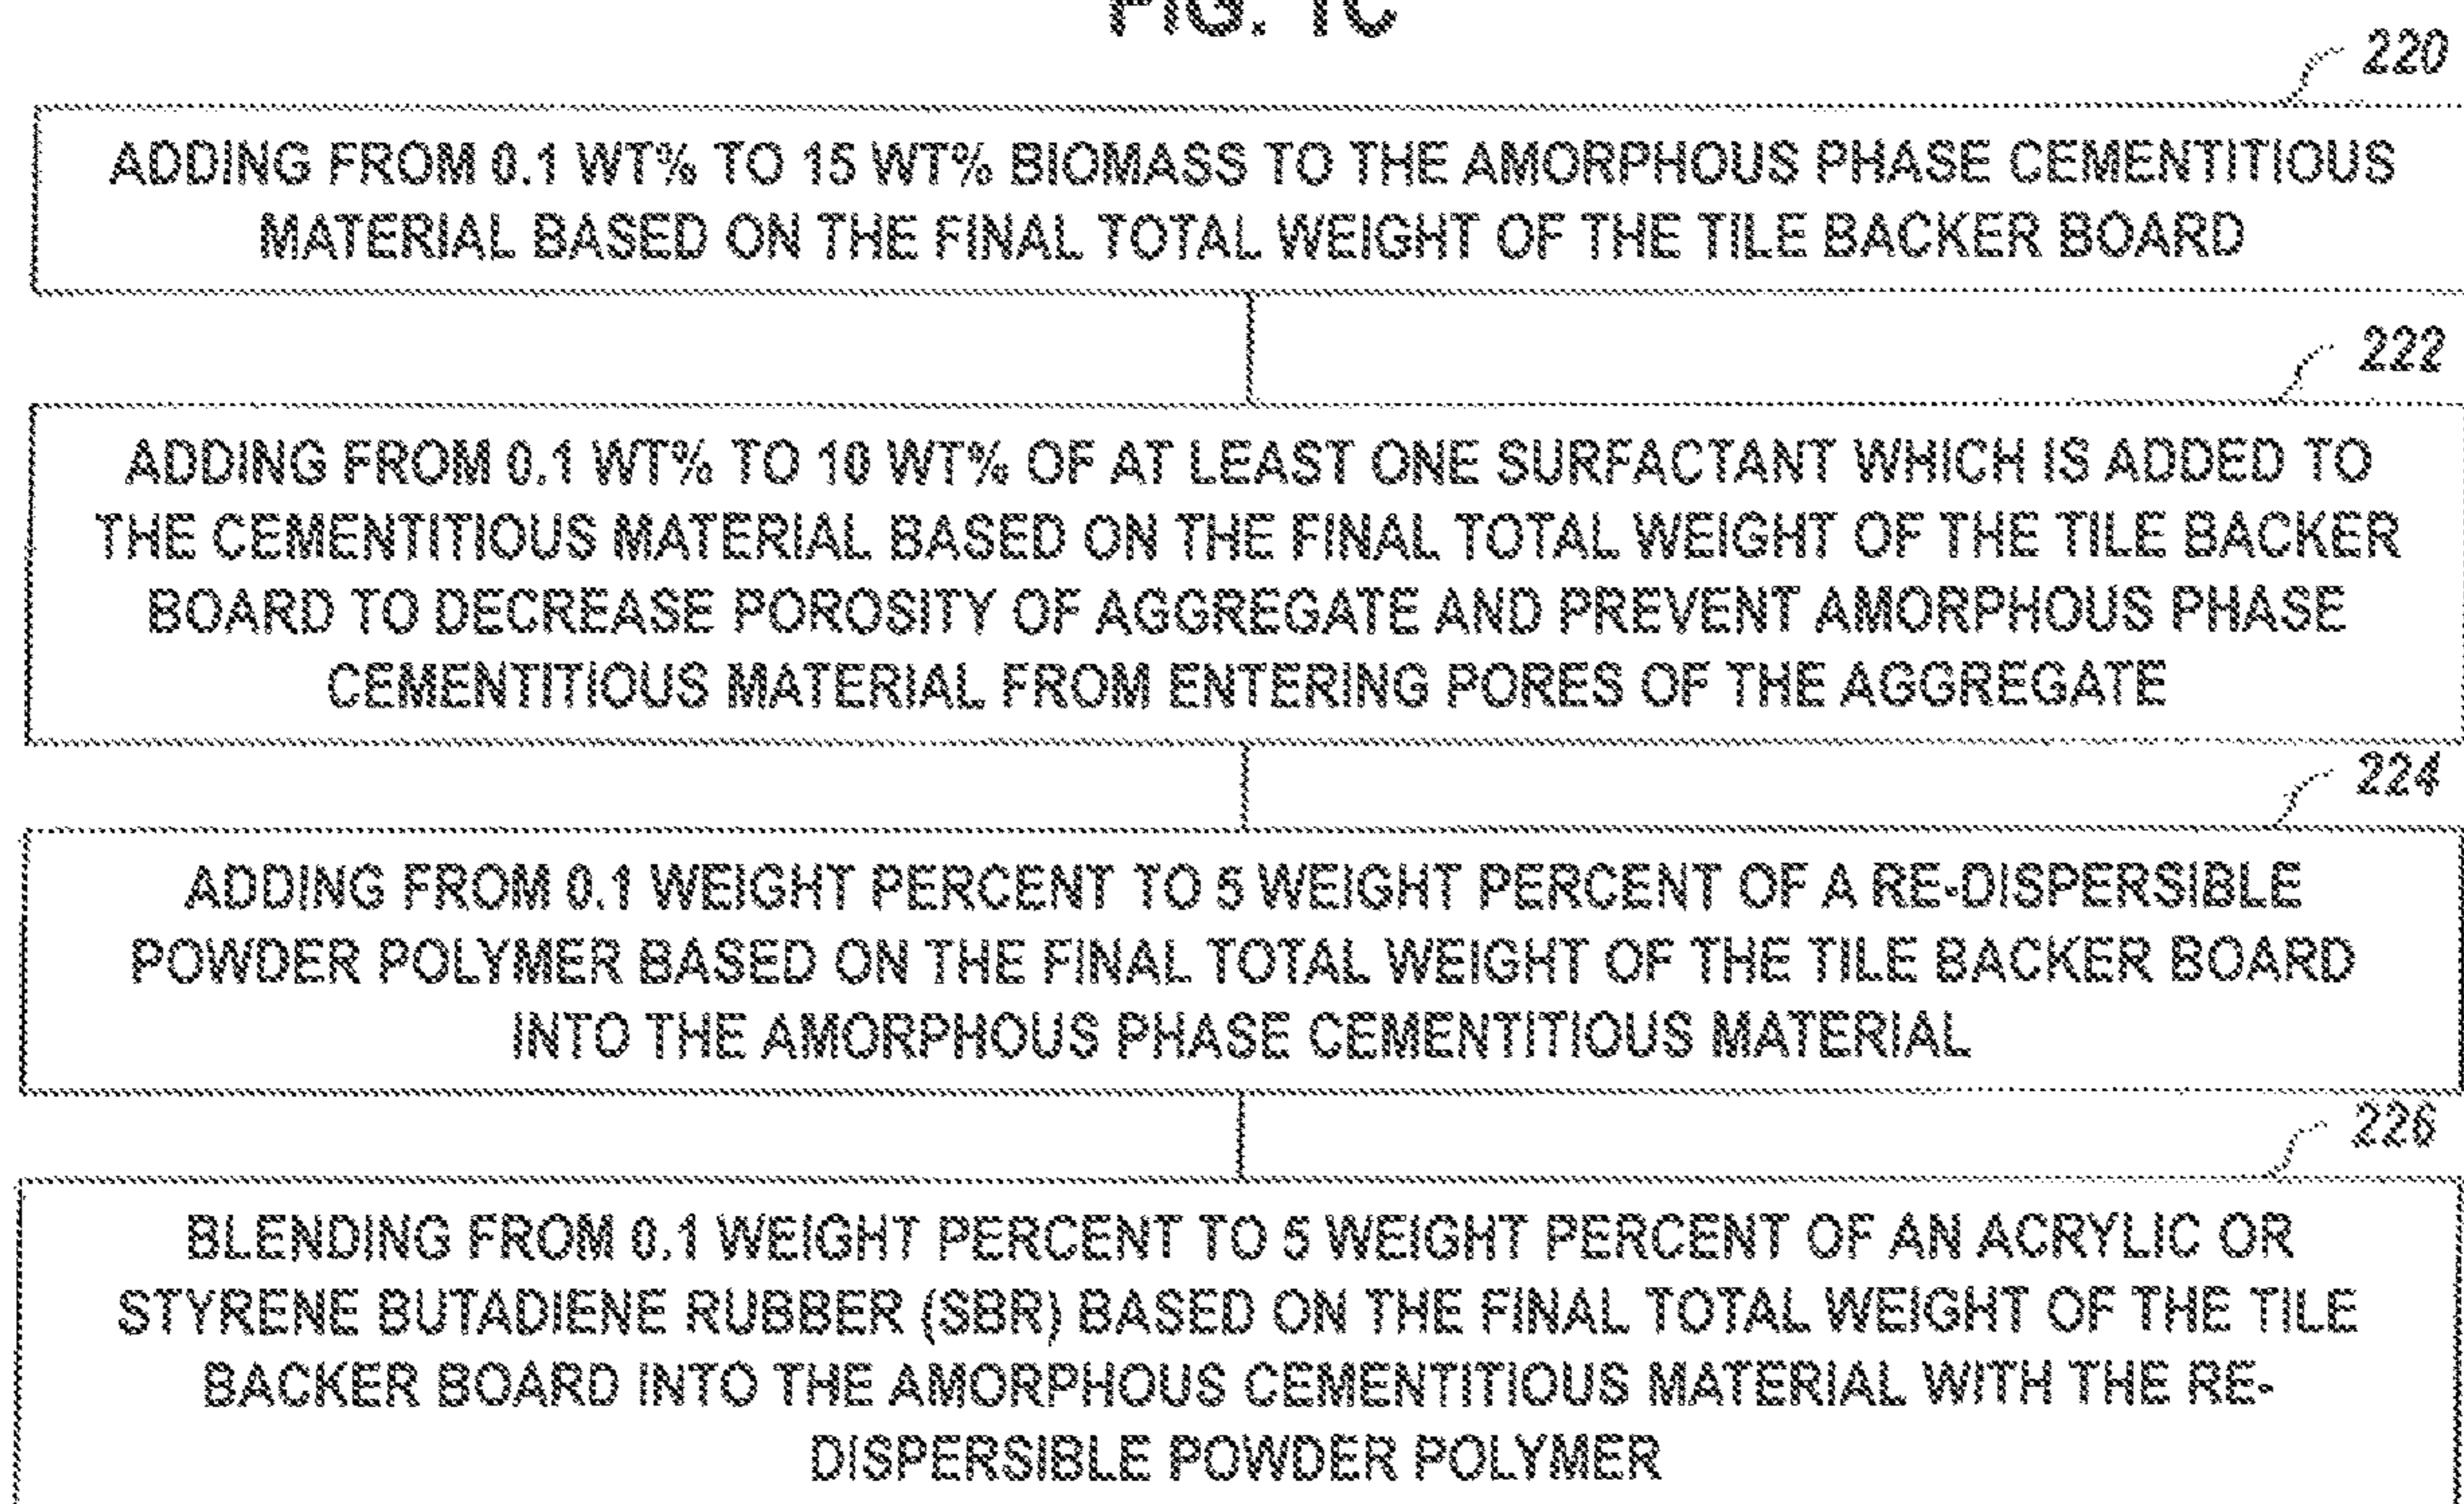 FIG. 1C
220
ADDING FROM 0.1 WT% TO 15 WT% BIOMASS TO THE AMORPHOUS PHASE CEMENTITIOUS
MATERIAL BASED ON THE FINAL TOTAL WEIGHT OF THE TILE BACKER BOARD
222
ADDING FROM 0.1 WT% TO 10 WT% OF AT LEAST ONE SURFACTANT WHICH IS ADDED TO
THE CEMENTITIOUS MATERIAL BASED ON THE FINAL TOTAL WEIGHT OF THE TILE BACKER
BOARD TO DECREASE POROSITY OF AGGREGATE AND PREVENT AMORPHOUS PHASE
CEMENTITIOUS MATERIAL FROM ENTERING PORES OF THE AGGREGATE
224
ADDING FROM 0.1 WEIGHT PERCENT TO 5 WEIGHT PERCENT OF A RE-DISPERSIBLE
POWDER POLYMER BASED ON THE FINAL TOTAL WEIGHT OF THE TILE BACKER BOARD
INTO THE AMORPHOUS PHASE CEMENTITIOUS MATERIAL
226
BLENDING FROM 0.1 WEIGHT PERCENT TO 5 WEIGHT PERCENT OF AN ACRYLIC OR
STYRENE BUTADIENE RUBBER (SBR) BASED ON THE FINAL TOTAL WEIGHT OF THE TILE
BACKER BOARD INTO THE AMORPHOUS CEMENTITIOUS MATERIAL WITH THE RE-
DISPERSIBLE POWDER POLYMER